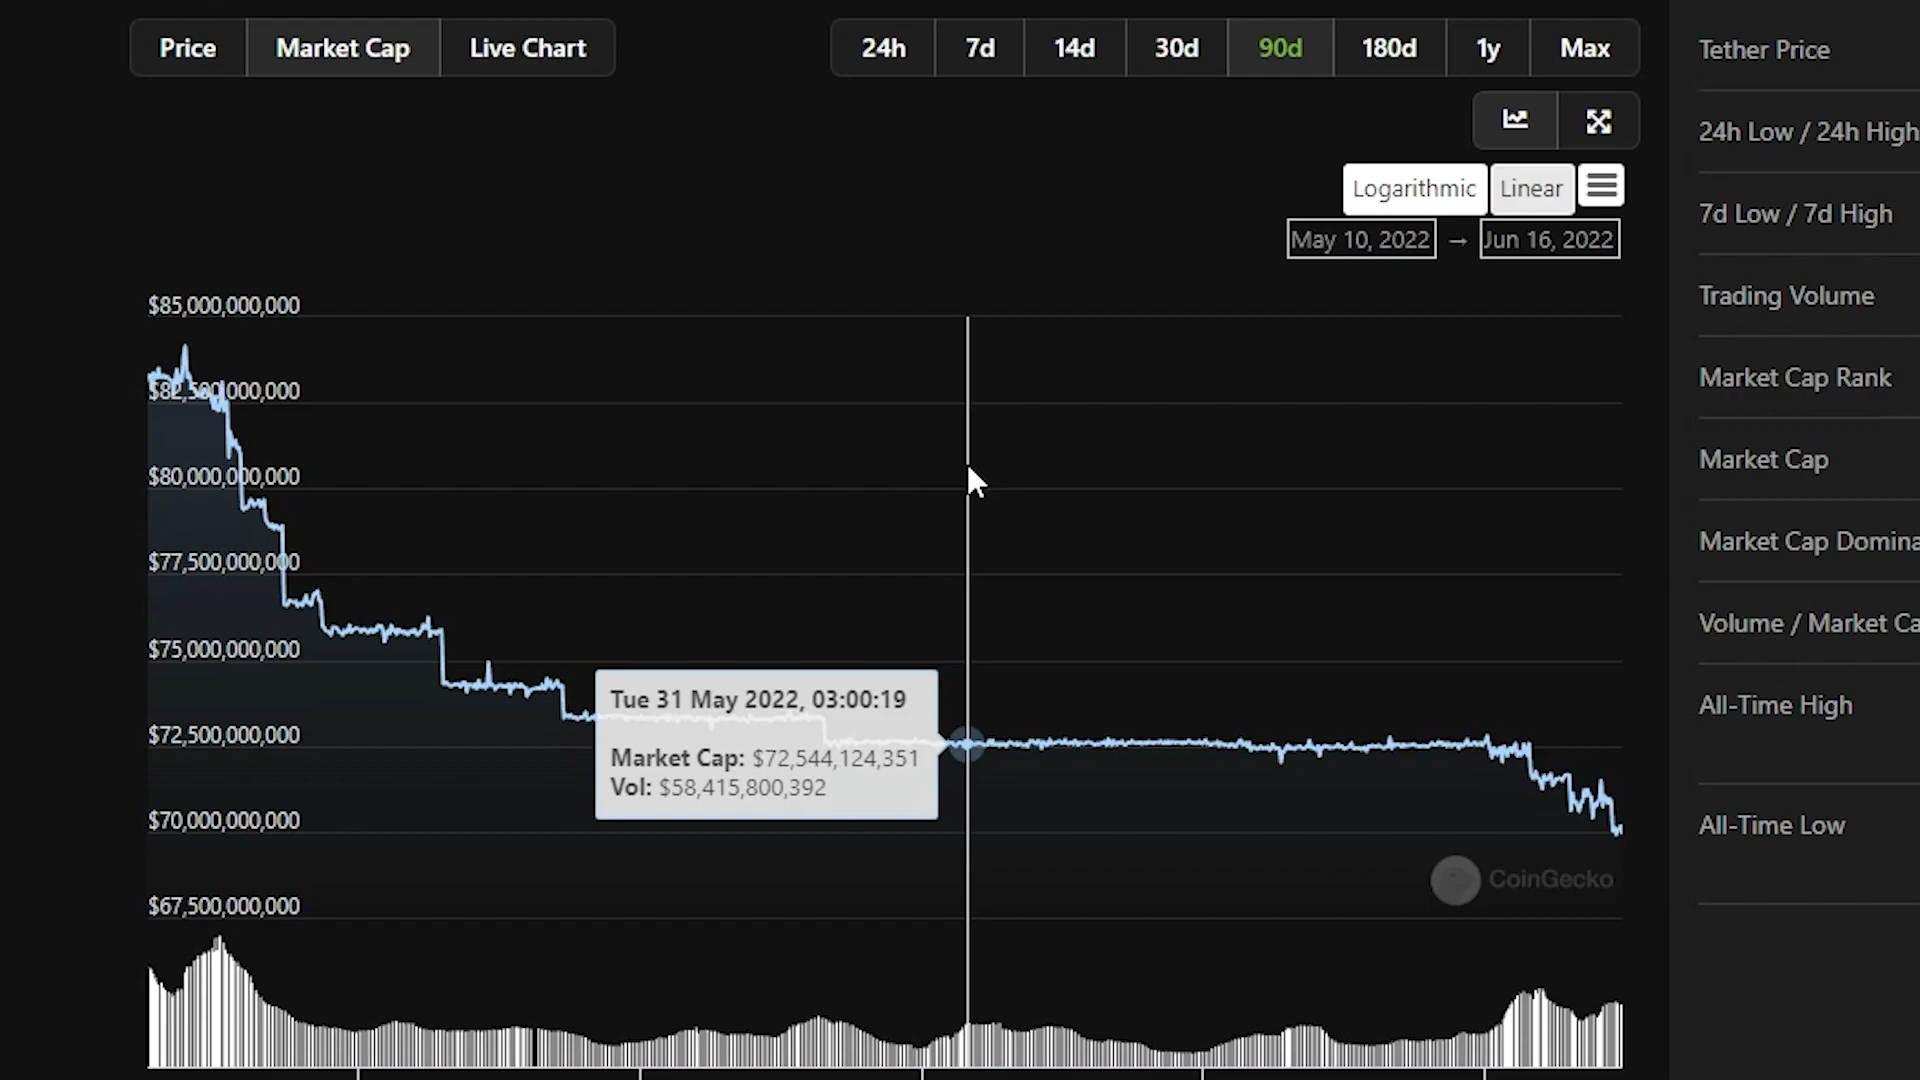 Price Market Cap Live Chart
24h 7d 14d 30d 90d 180d 1y Max
Logarithmic Linear
May 10, 2022 → Jun 16, 2022
$85,000,000,000
$82,500,000,000
$80,000,000,000
$77,500,000,000
$75,000,000,000
$72,500,000,000
$70,000,000,000
$67,500,000,000
Tue 31 May 2022, 03:00:19
Market Cap: $72,544,124,351
Vol: $58,415,800,392
CoinGecko
Tether Price
24h Low / 24h High
7d Low / 7d High
Trading Volume
Market Cap Rank
Market Cap
Market Cap Domina
Volume / Market Ca
All-Time High
All-Time Low